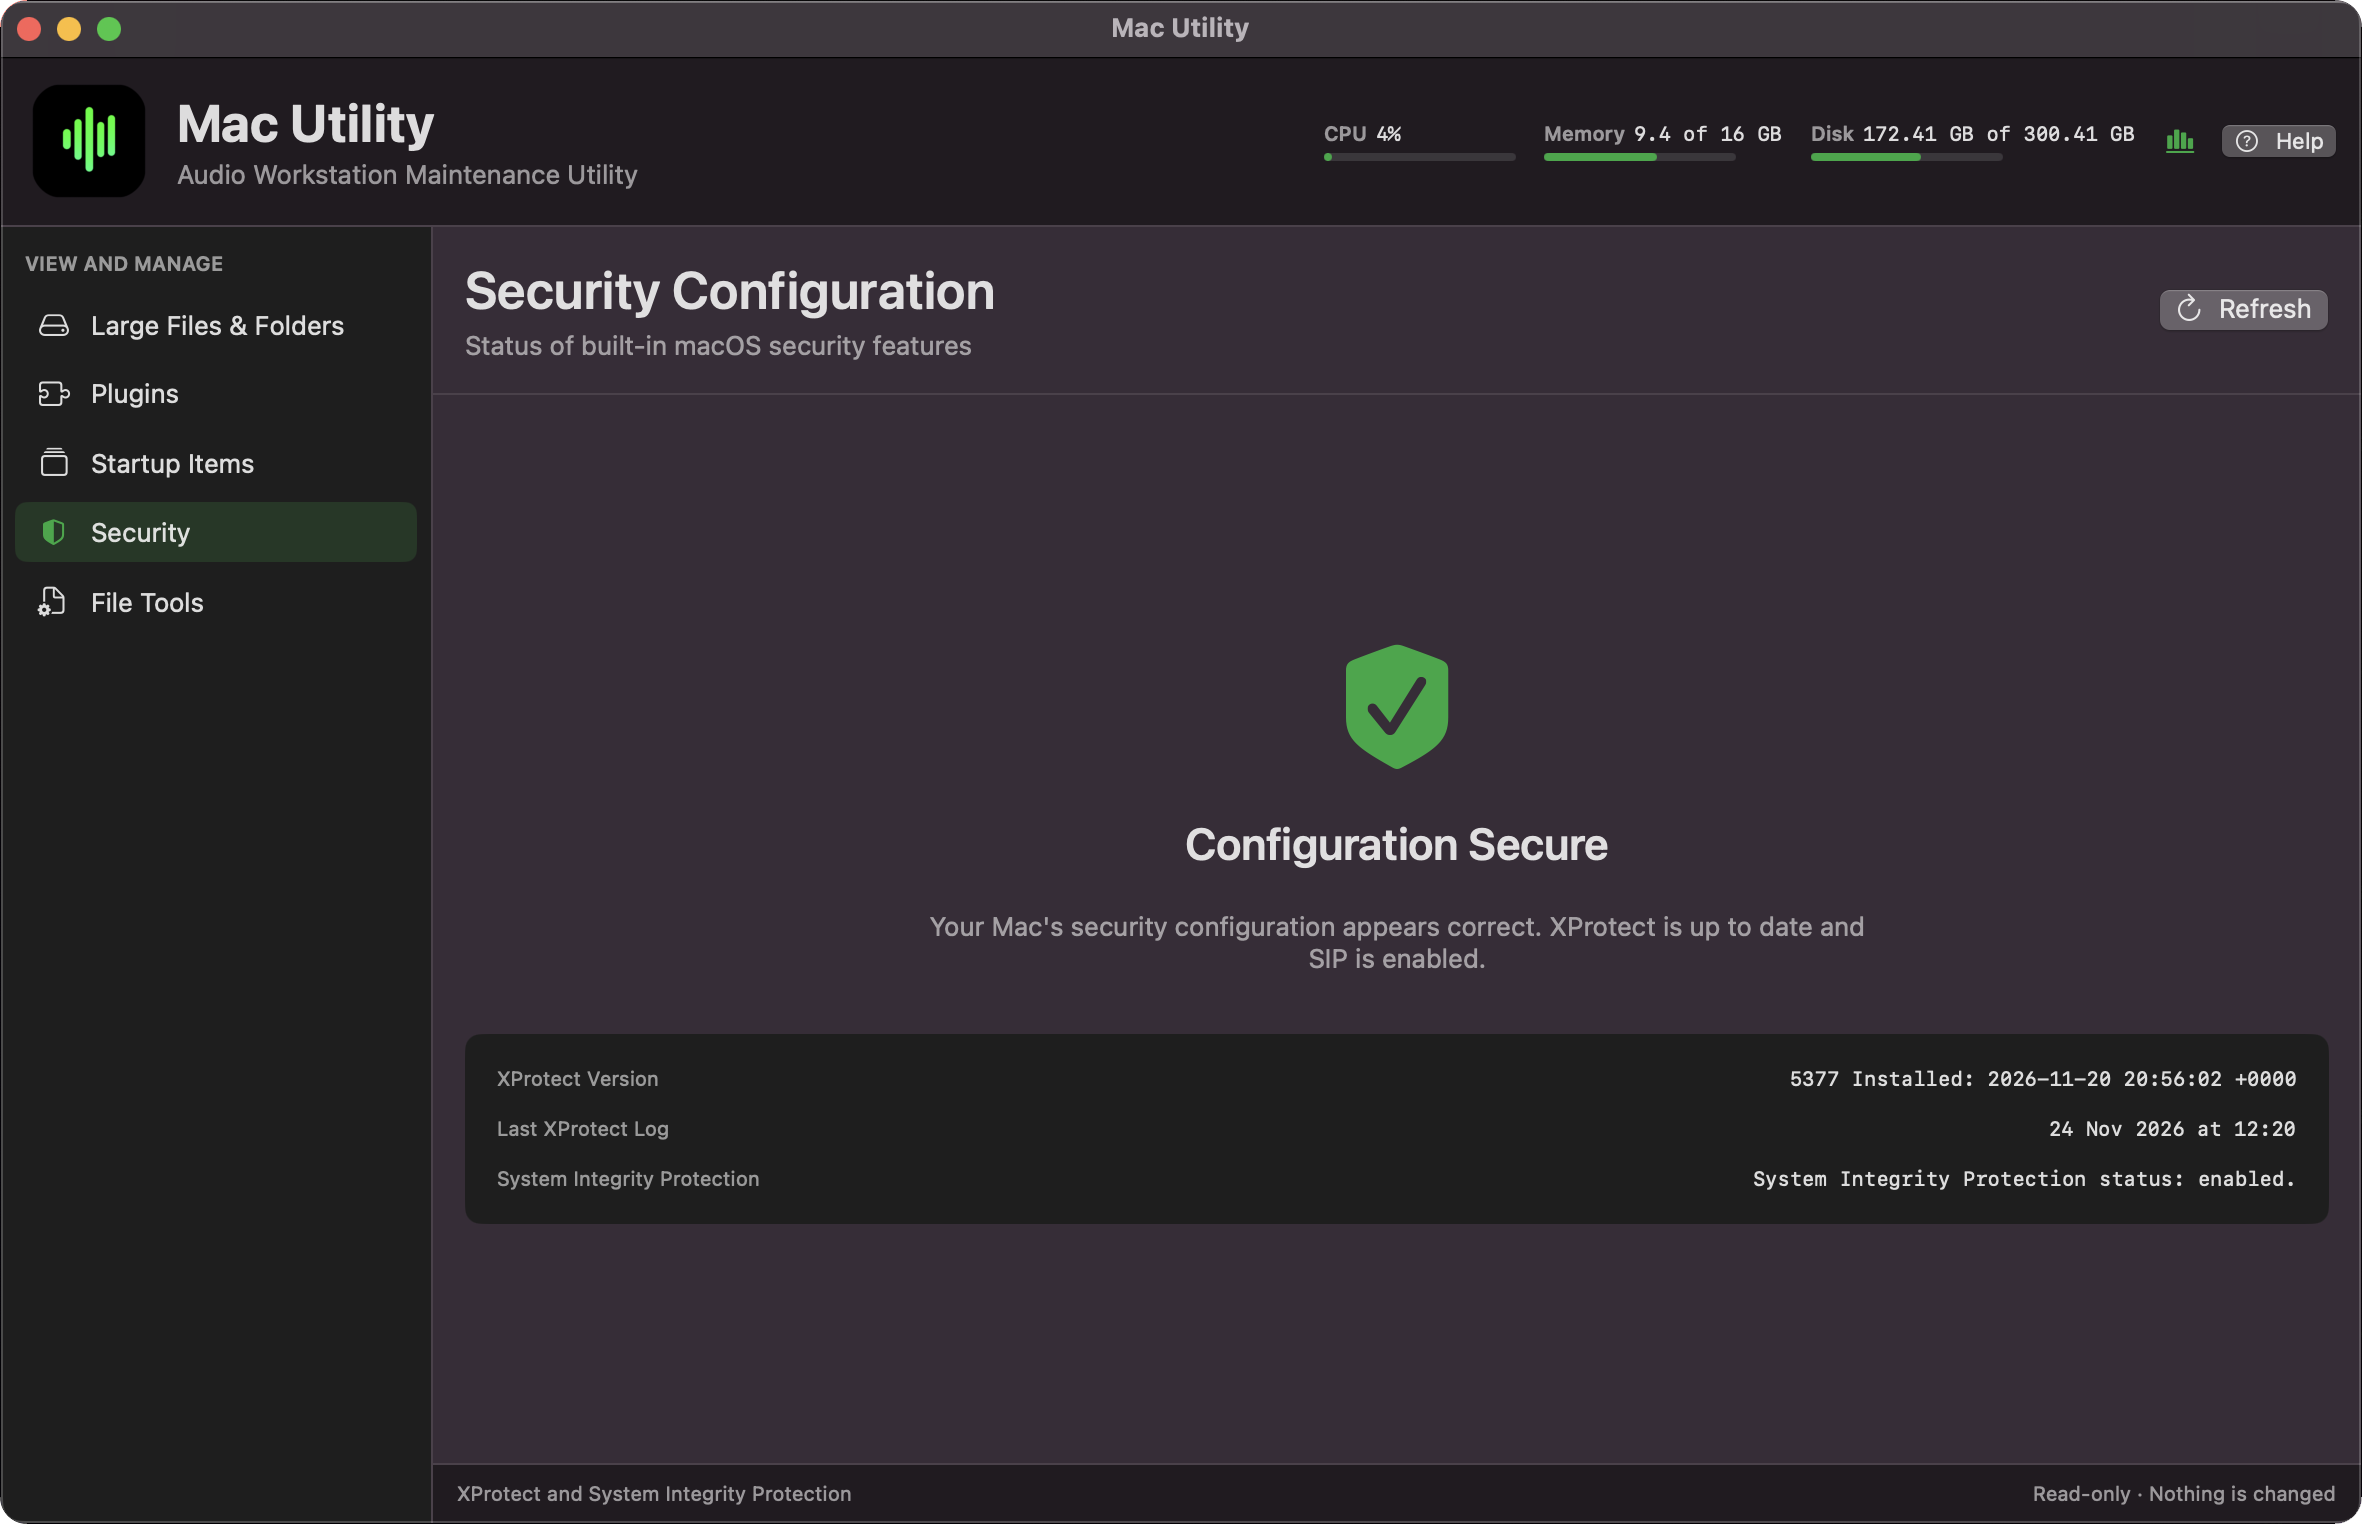 Mac Utility
Mac Utility
Audio Workstation Maintenance Utility
CPU 4%
Memory 9.4 of 16 GB
Disk 172.41 GB of 300.41 GB
Help
VIEW AND MANAGE
Large Files & Folders
Plugins
Startup Items
Security
File Tools
Security Configuration
Status of built-in macOS security features
Refresh
Configuration Secure
Your Mac's security configuration appears correct. XProtect is up to date and
SIP is enabled.
XProtect Version 5377 Installed: 2026-11-20 20:56:02 +0000
Last XProtect Log 24 Nov 2026 at 12:20
System Integrity Protection System Integrity Protection status: enabled.
XProtect and System Integrity Protection
Read-only · Nothing is changed